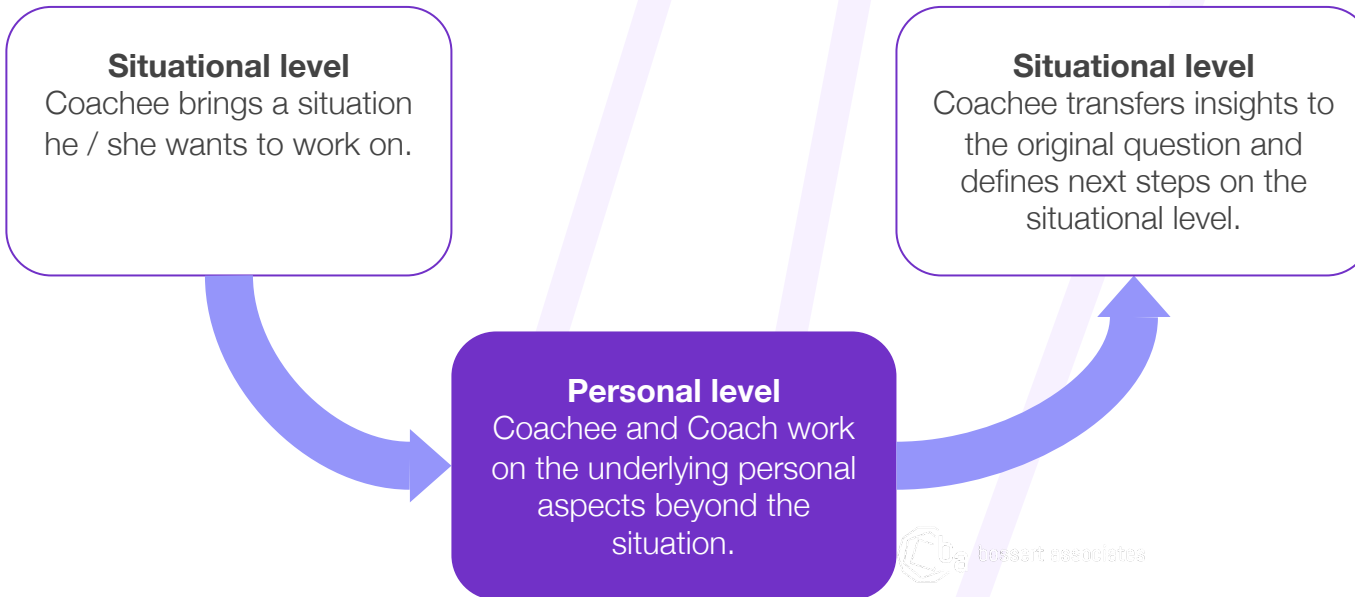 Situational level
Coachee brings a situation
he / she wants to work on.
Situational level
Coachee transfers insights to
the original question and
defines next steps on the
situational level.
Personal level
Coachee and Coach work
on the underlying personal
aspects beyond the
situation.
bossart associates